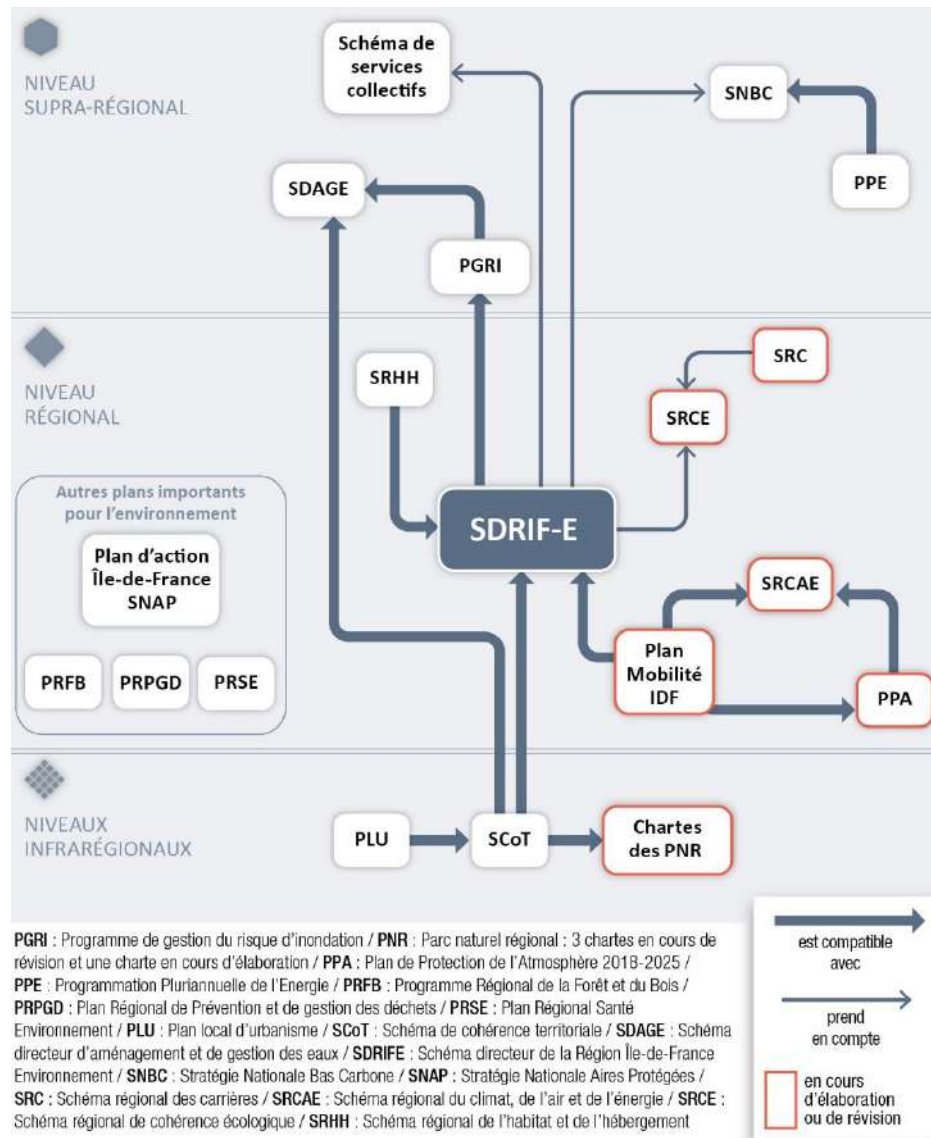 NIVEAU
SUPRA-RÉGIONAL
Schéma de
services
collectifs
SNBC
PPE
SDAGE
PGRI
NIVEAU
RÉGIONAL
SRHH
SRC
SRCE
SDRIF-E
Autres plans importants
pour l'environnement
Plan d'action
Île-de-France
SNAP
PRFB
PRPGD
PRSE
SRCAE
Plan
Mobilité
IDF
PPA
NIVEAUX
INFRARÉGIONAUX
PLU
SCoT
Chartes
des PNR
PGRI : Programme de gestion du risque d'inondation / PNR : Parc naturel régional : 3 chartes en cours de
révision et une charte en cours d'élaboration / PPA : Plan de Protection de l'Atmosphère 2018-2025 /
PPE : Programmation Pluriannuelle de l'Energie / PRFB : Programme Régional de la Forêt et du Bois /
PRPGD : Plan Régional de Prévention et de gestion des déchets / PRSE : Plan Régional Santé
Environnement / PLU : Plan local d'urbanisme / SCoT : Schéma de cohérence territoriale / SDAGE : Schéma
directeur d'aménagement et de gestion des eaux / SDRIFE : Schéma directeur de la Région Île-de-France
Environnement / SNBC : Stratégie Nationale Bas Carbone / SNAP : Stratégie Nationale Aires Protégées /
SRC : Schéma régional des carrières / SRCAE : Schéma régional du climat, de l'air et de l'énergie / SRCE :
Schéma régional de cohérence écologique / SRHH : Schéma régional de l'habitat et de l'hébergement
est compatible
avec
prend
en compte
en cours
d'élaboration
ou de révision